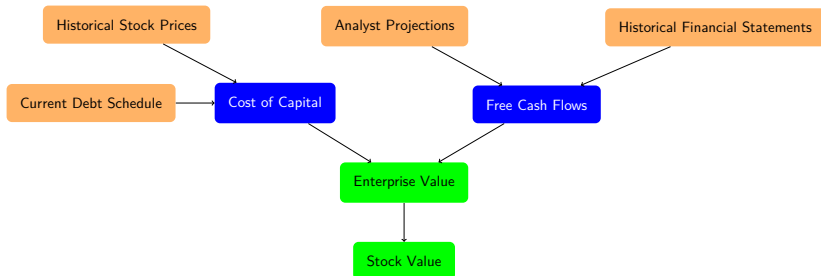 Historical Stock Prices
Analyst Projections
Historical Financial Statements
Current Debt Schedule
Cost of Capital
Free Cash Flows
Enterprise Value
Stock Value